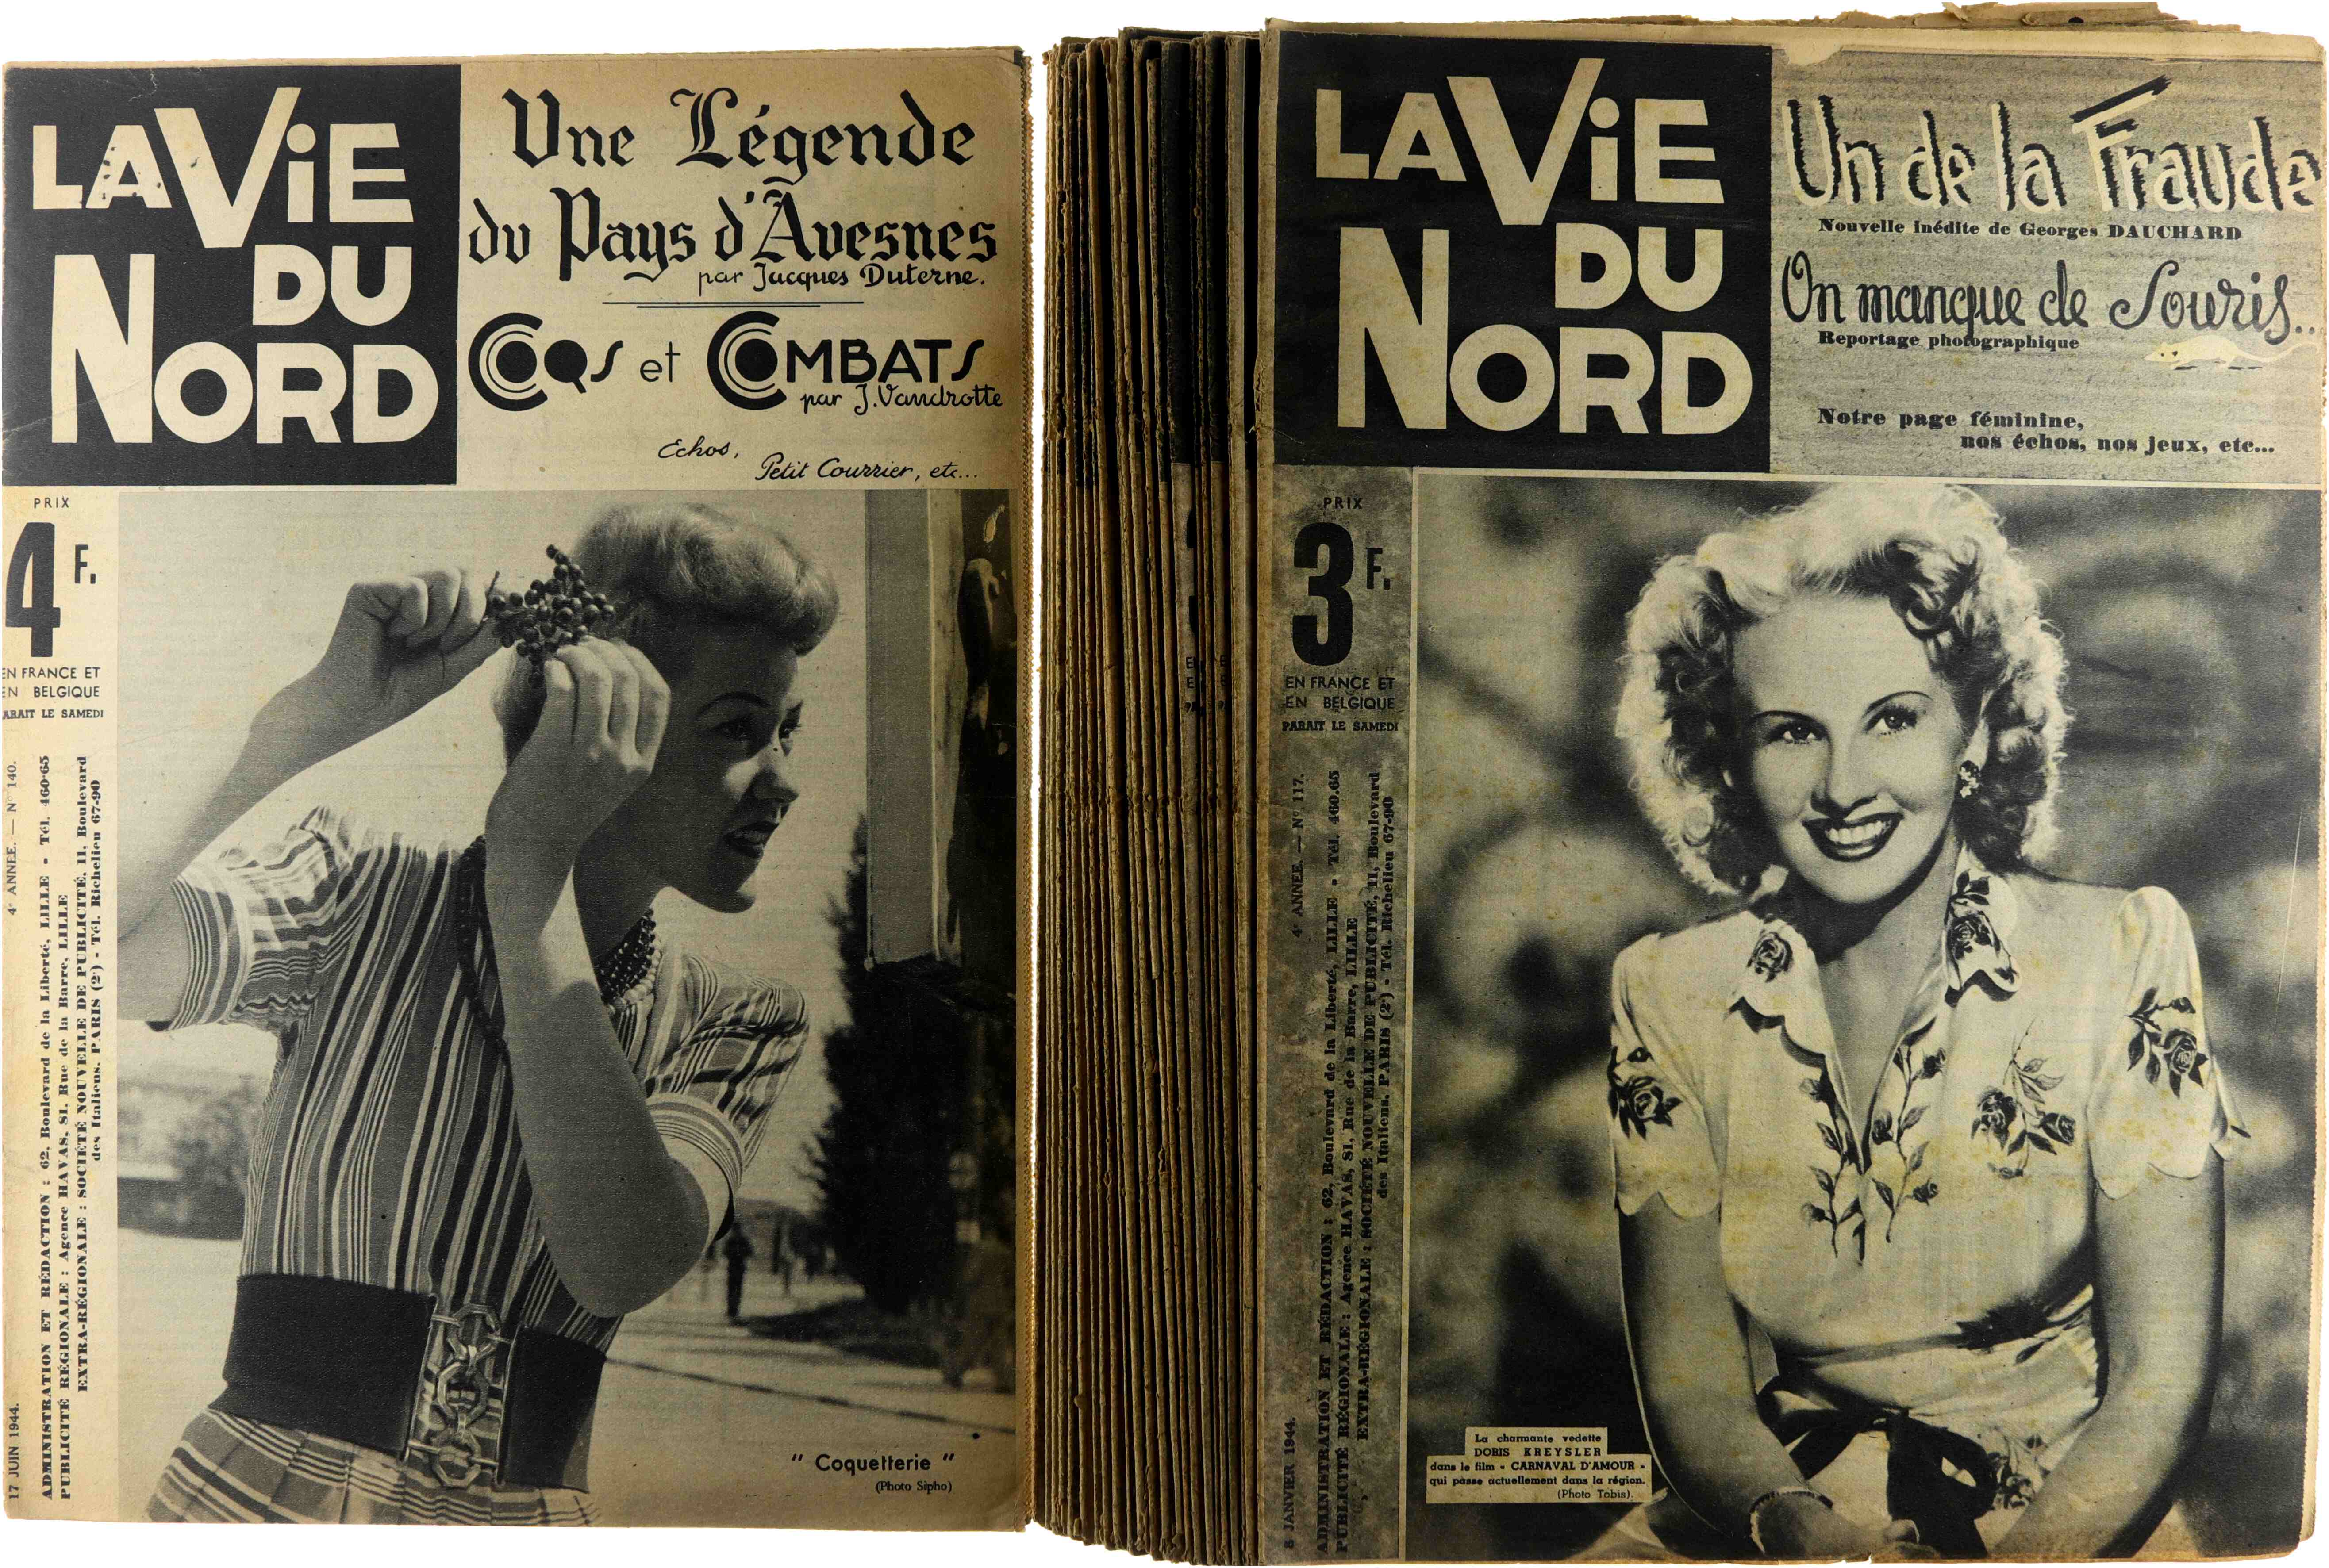 LA VIE
DU
NORD
Une Légende
du Pays d'Avesnes
par Jacques Duterne.
COQS et COMBATS
par J. Vandrotte
Echos,
Petit Courrier, etc...
PRIX
4 F.
EN FRANCE ET
EN BELGIQUE
ARAIT LE SAMEDI
17 JUIN 1944.
4e ANNEE. — N° 140.
ADMINISTRATION ET RÉDACTION : 62, Boulevard de la Liberté, LILLE - Tél. 460-65
PUBLICITÉ RÉGIONALE : Agence HAVAS, 81, Rue de la Barre, LILLE
EXTRA-RÉGIONALE : SOCIÉTÉ NOUVELLE DE PUBLICITÉ, 11, Boulevard
des Italiens, PARIS (2e) - Tél. Richelieu 67-90
" Coquetterie "
(Photo Sipho)
LA VIE
DU
NORD
Un de la Fraude
Nouvelle inédite de Georges DAUCHARD
On manque de Souris..
Reportage photographique
Notre page féminine,
nos échos, nos jeux, etc...
PRIX
3 F.
EN FRANCE ET
EN BELGIQUE
PARAIT LE SAMEDI
8 JANVIER 1944.
4e ANNEE. — N° 117.
ADMINISTRATION ET RÉDACTION : 62, Boulevard de la Liberté, LILLE - Tél. 460.65
PUBLICITÉ RÉGIONALE : Agence HAVAS, 81, Rue de la Barre, LILLE
EXTRA-RÉGIONALE : SOCIÉTÉ NOUVELLE DE PUBLICITÉ, 11, Boulevard
des Italiens, PARIS (2e) - Tél. Richelieu 67-90
La charmante vedette
DORIS KREYSLER
dans le film « CARNAVAL D'AMOUR »
qui passe actuellement dans la région.
(Photo Tobis).